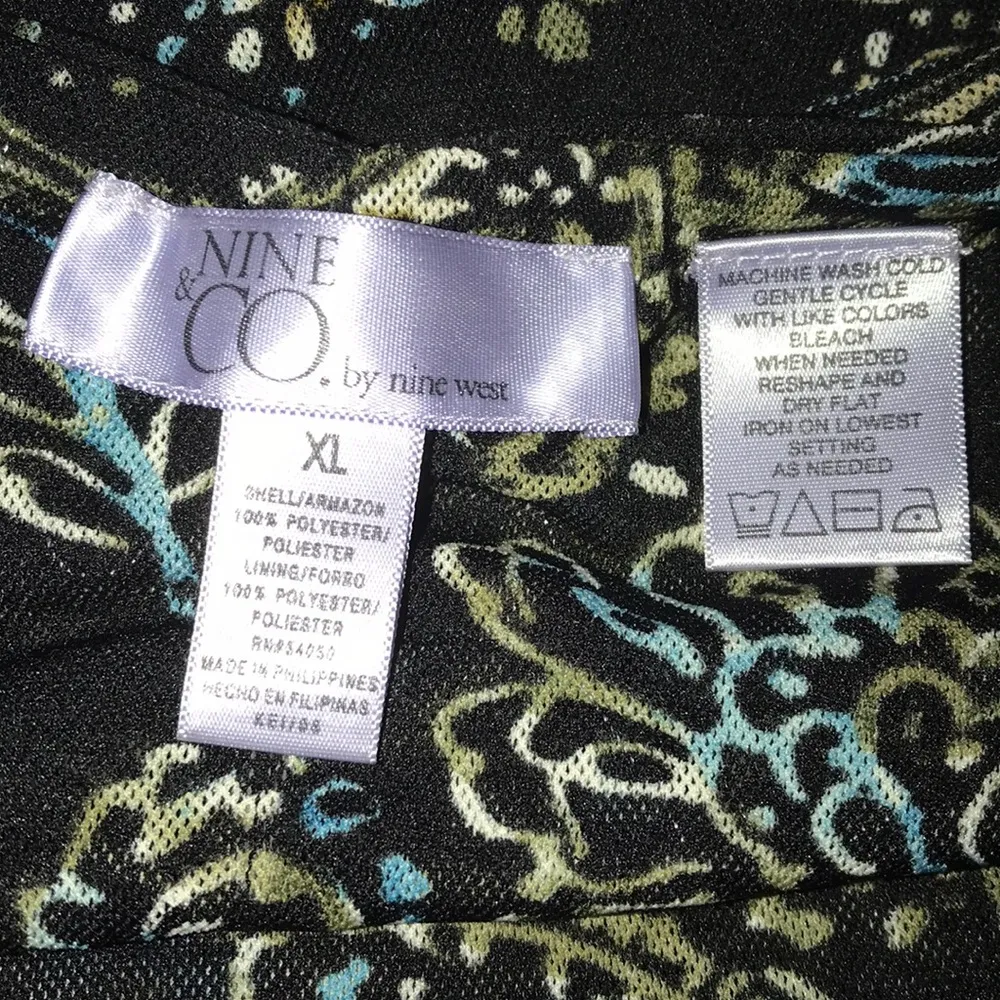 NINE
& CO. by nine west
XL
SHELL/ARMAZON
100% POLYESTER/
POLIESTER
LINING/FORRO
100% POLYESTER/
POLIESTER
MADE IN PHILIPPINES
HECHO EN FILIPINAS
MACHINE WASH COLD
GENTLE CYCLE
WITH LIKE COLORS
BLEACH
WHEN NEEDED
RESHAPE AND
DRY FLAT
IRON ON LOWEST
SETTING
AS NEEDED